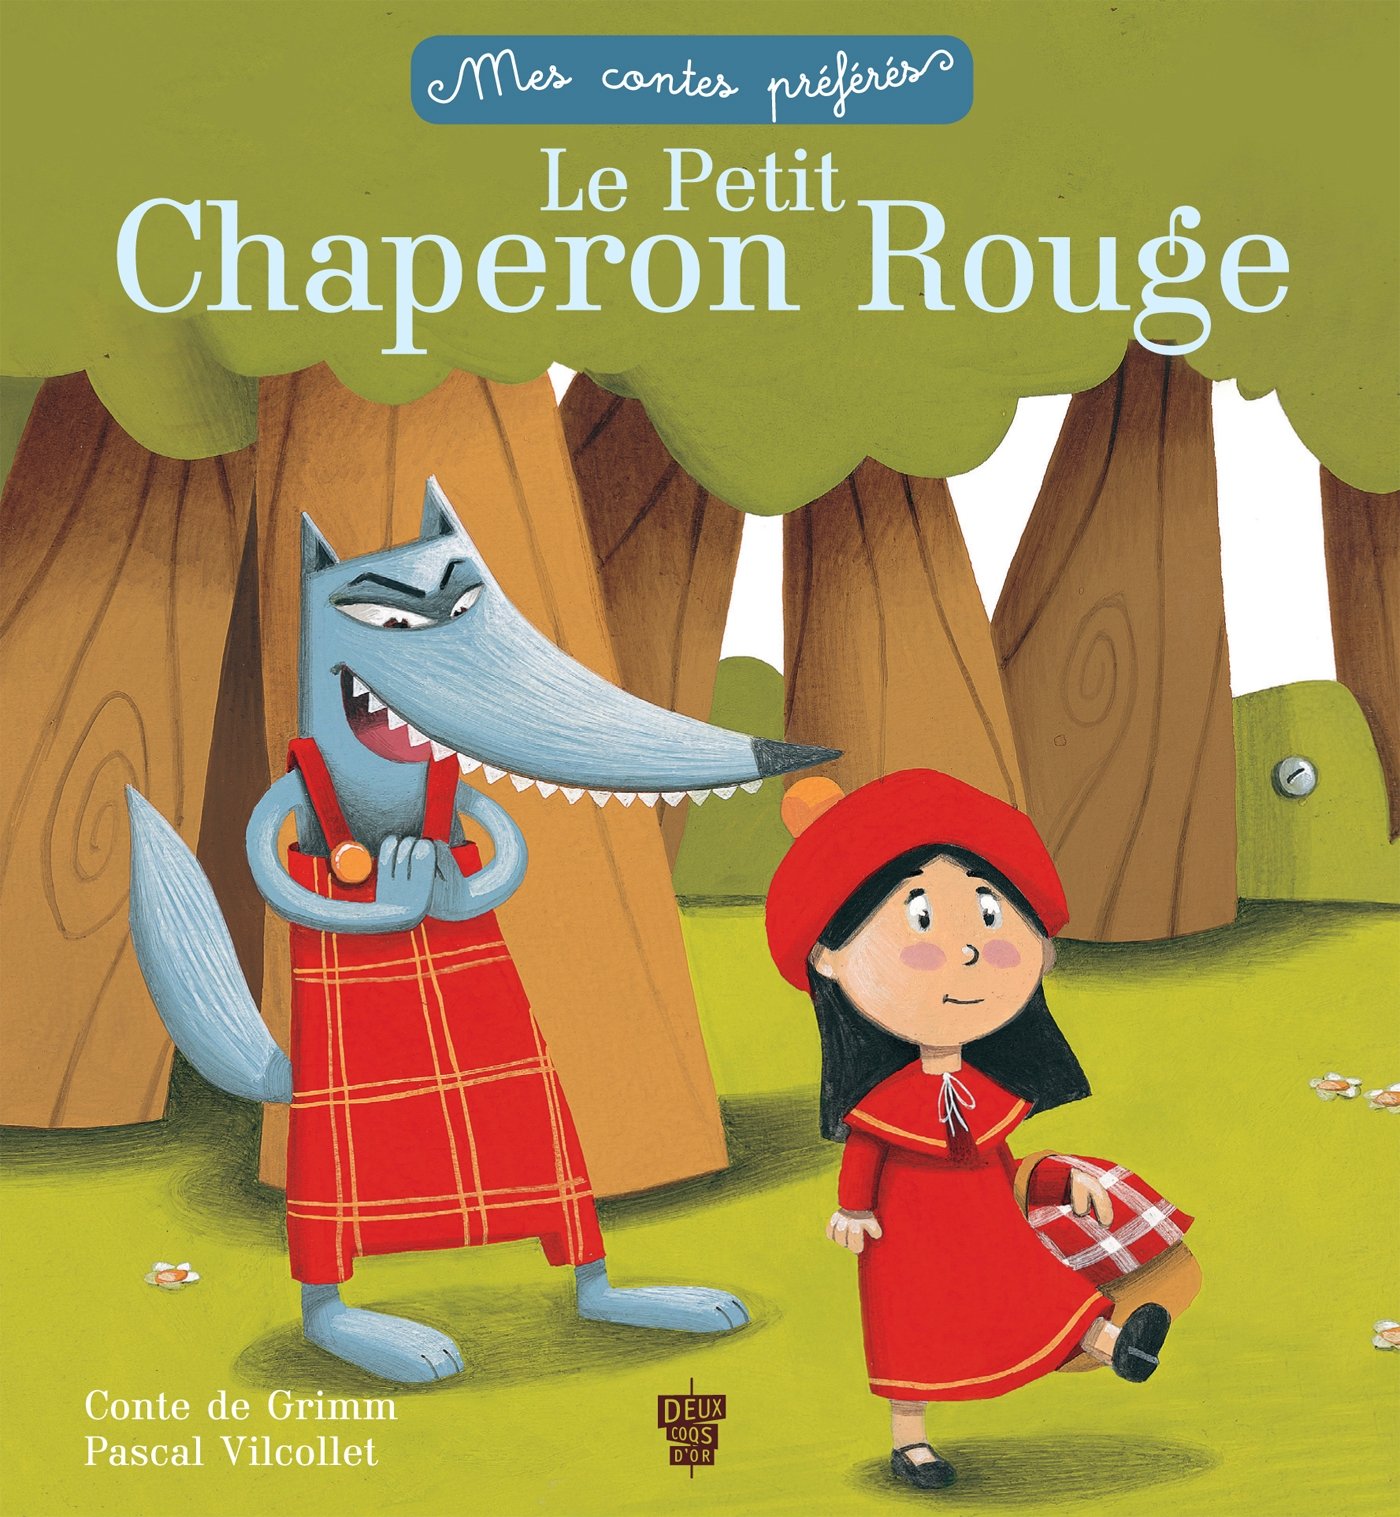 Mes contes préférés
Le Petit
Chaperon Rouge
Conte de Grimm
Pascal Vilcollet
DEUX
COQS
D'OR